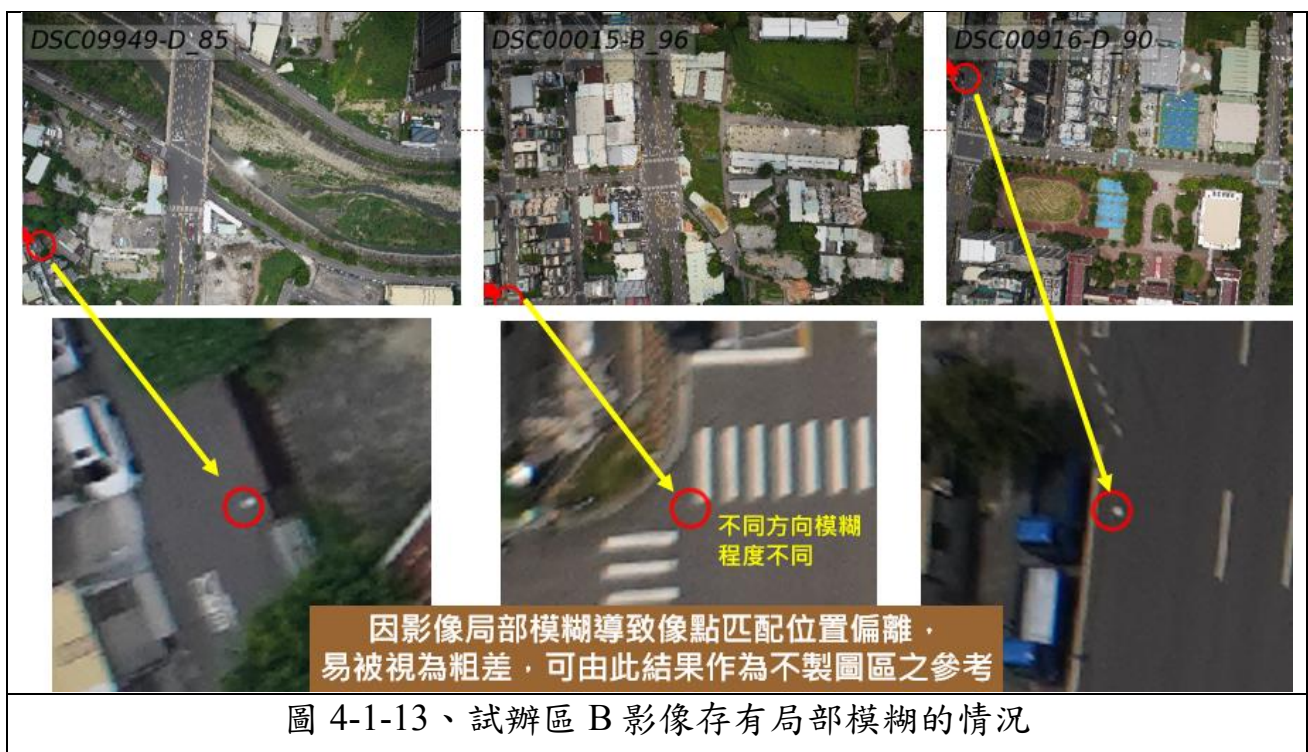 DSC09949-D_85
DSC00015-B_96
DSC00916-D_90
不同方向模糊
程度不同
因影像局部模糊導致像點匹配位置偏離，
易被視為粗差，可由此結果作為不製圖區之參考
圖 4-1-13、試辦區 B 影像存有局部模糊的情況